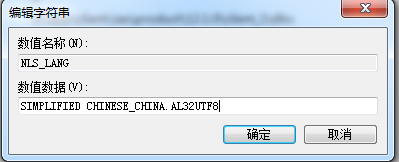 编辑字符串
数值名称(N):
NLS_LANG
数值数据(V):
SIMPLIFIED CHINESE_CHINA.AL32UTF8
确定
取消